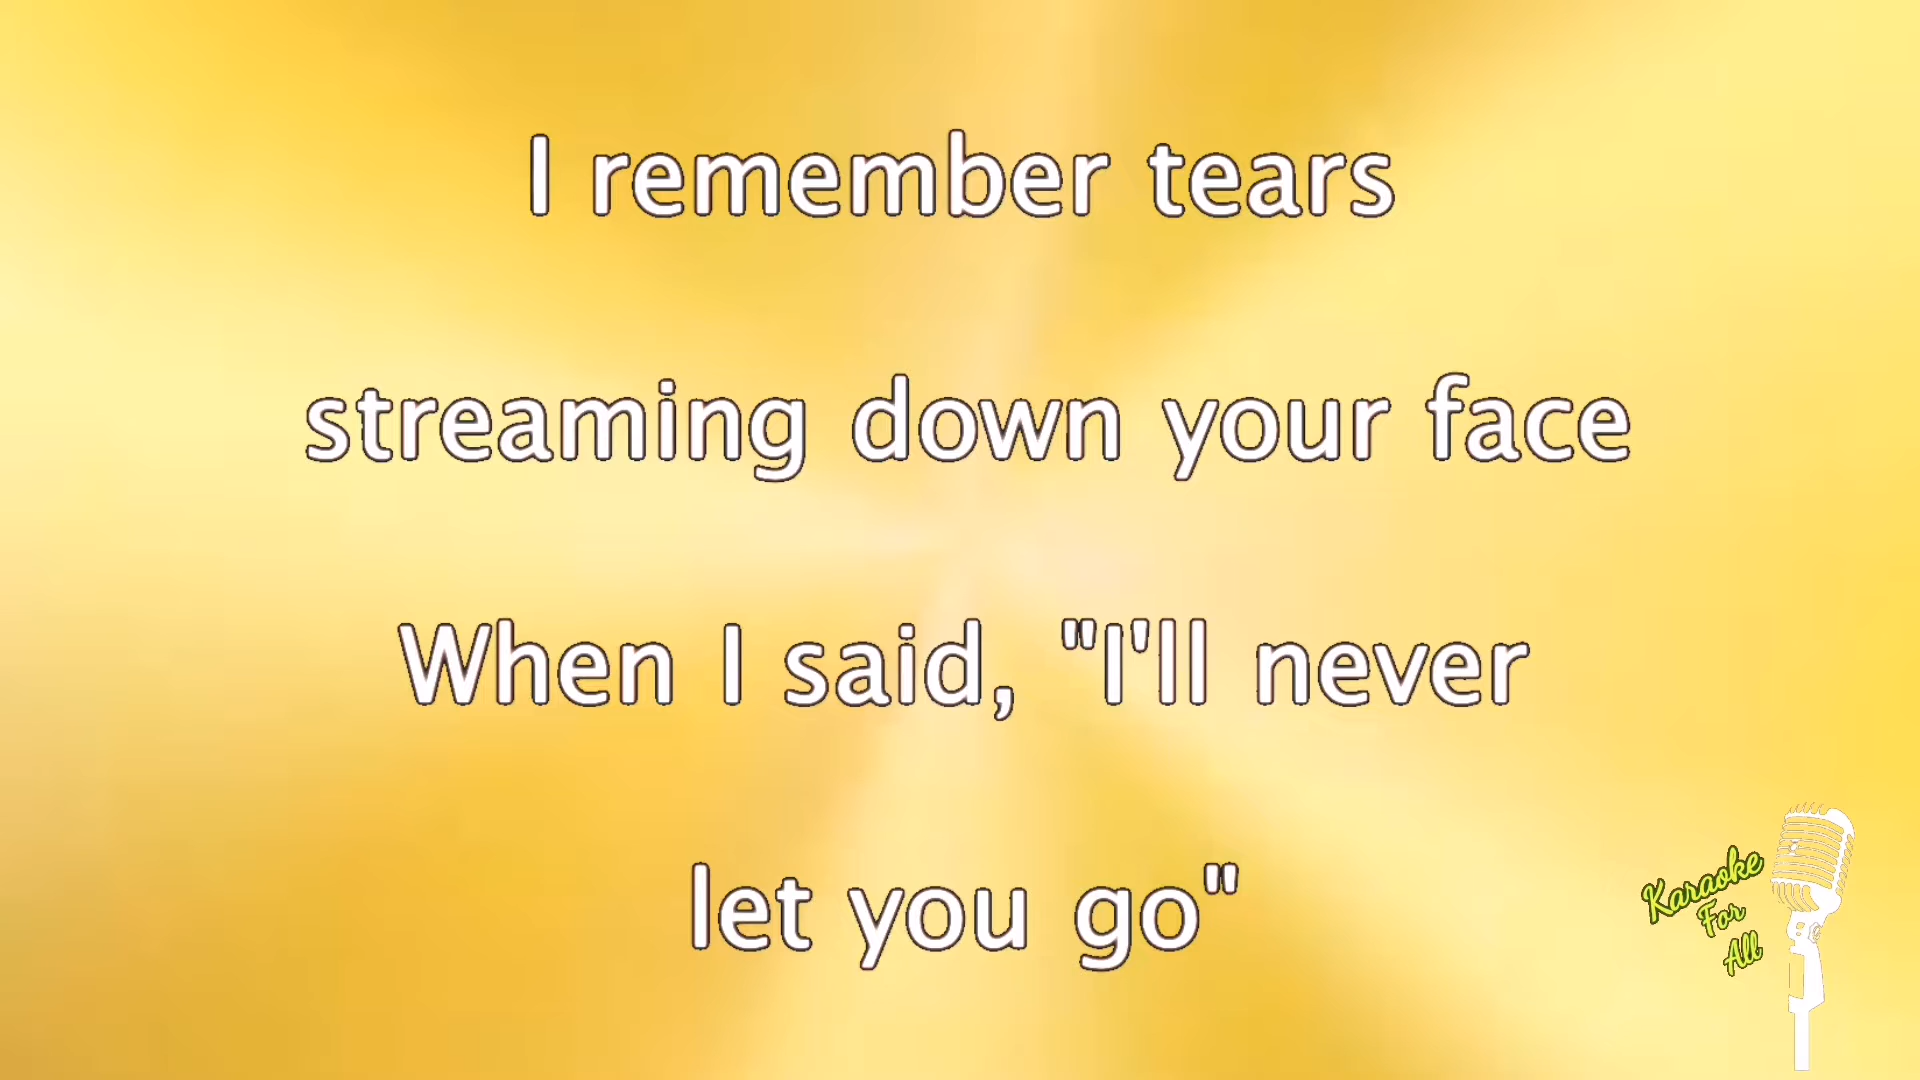 I remember tears
streaming down your face
When I said, "I'll never
let you go"
Karaoke
For
All